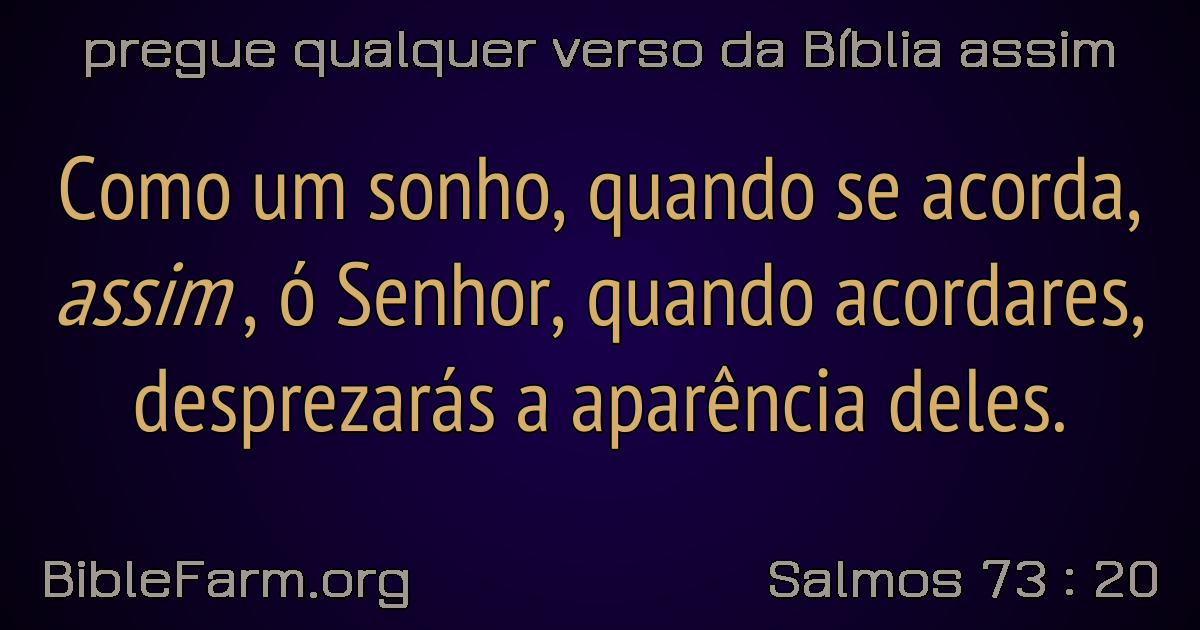 pregue qualquer verso da Bíblia assim
Como um sonho, quando se acorda,
assim , ó Senhor, quando acordares,
desprezarás a aparência deles.
BibleFarm.org
Salmos 73 : 20